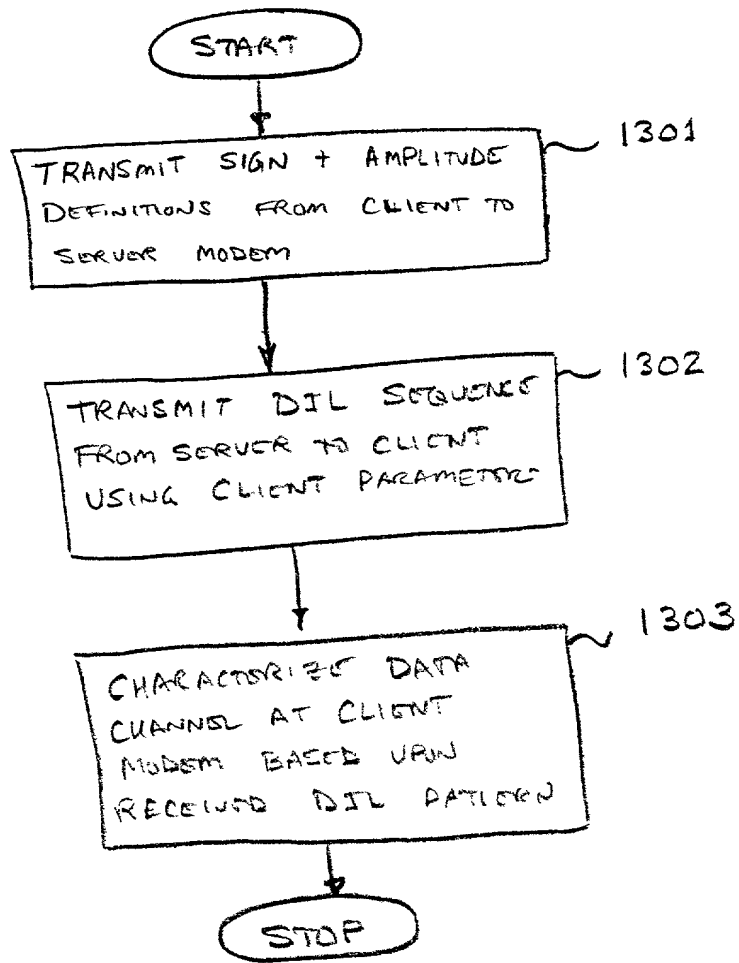 START
1301
TRANSMIT SIGN + AMPLITUDE
DEFINITIONS FROM CLIENT TO
SERVER MODEM
1302
TRANSMIT DIL SEQUENCE
FROM SERVER TO CLIENT
USING CLIENT PARAMETERS
1303
CHARACTERIZE DATA
CHANNEL AT CLIENT
MODEM BASED UPON
RECEIVED DIL PATTERN
STOP